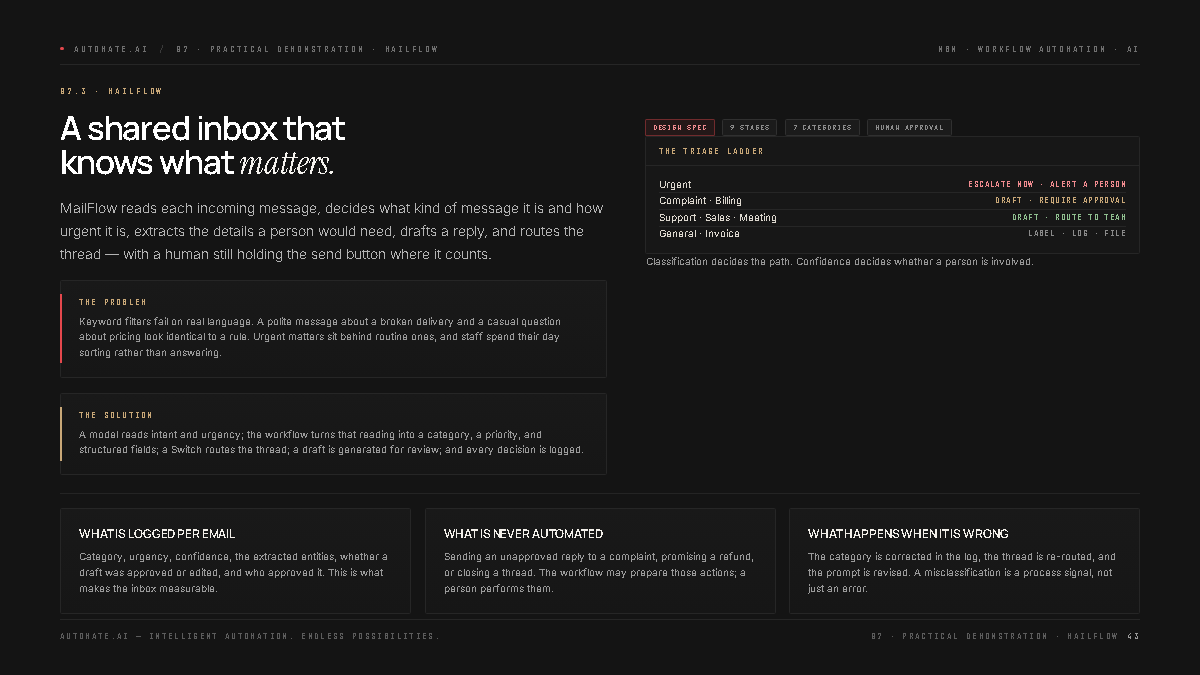 AUTOMATE.AI / 07 · PRACTICAL DEMONSTRATION · MAILFLOW
N8N · WORKFLOW AUTOMATION · AI
07.3 · MAILFLOW
A shared inbox that
knows what matters.
MailFlow reads each incoming message, decides what kind of message it is and how
urgent it is, extracts the details a person would need, drafts a reply, and routes the
thread — with a human still holding the send button where it counts.
THE PROBLEM
Keyword filters fail on real language. A polite message about a broken delivery and a casual question
about pricing look identical to a rule. Urgent matters sit behind routine ones, and staff spend their day
sorting rather than answering.
THE SOLUTION
A model reads intent and urgency; the workflow turns that reading into a category, a priority, and
structured fields; a Switch routes the thread; a draft is generated for review; and every decision is logged.
DESIGN SPEC
9 STAGES
7 CATEGORIES
HUMAN APPROVAL
THE TRIAGE LADDER
Urgent ESCALATE NOW · ALERT A PERSON
Complaint · Billing DRAFT · REQUIRE APPROVAL
Support · Sales · Meeting DRAFT · ROUTE TO TEAM
General · Invoice LABEL · LOG · FILE
Classification decides the path. Confidence decides whether a person is involved.
WHAT IS LOGGED PER EMAIL
Category, urgency, confidence, the extracted entities, whether a
draft was approved or edited, and who approved it. This is what
makes the inbox measurable.
WHAT IS NEVER AUTOMATED
Sending an unapproved reply to a complaint, promising a refund,
or closing a thread. The workflow may prepare those actions; a
person performs them.
WHAT HAPPENS WHEN IT IS WRONG
The category is corrected in the log, the thread is re-routed, and
the prompt is revised. A misclassification is a process signal, not
just an error.
AUTOMATE.AI — INTELLIGENT AUTOMATION. ENDLESS POSSIBILITIES.
07 · PRACTICAL DEMONSTRATION · MAILFLOW 43